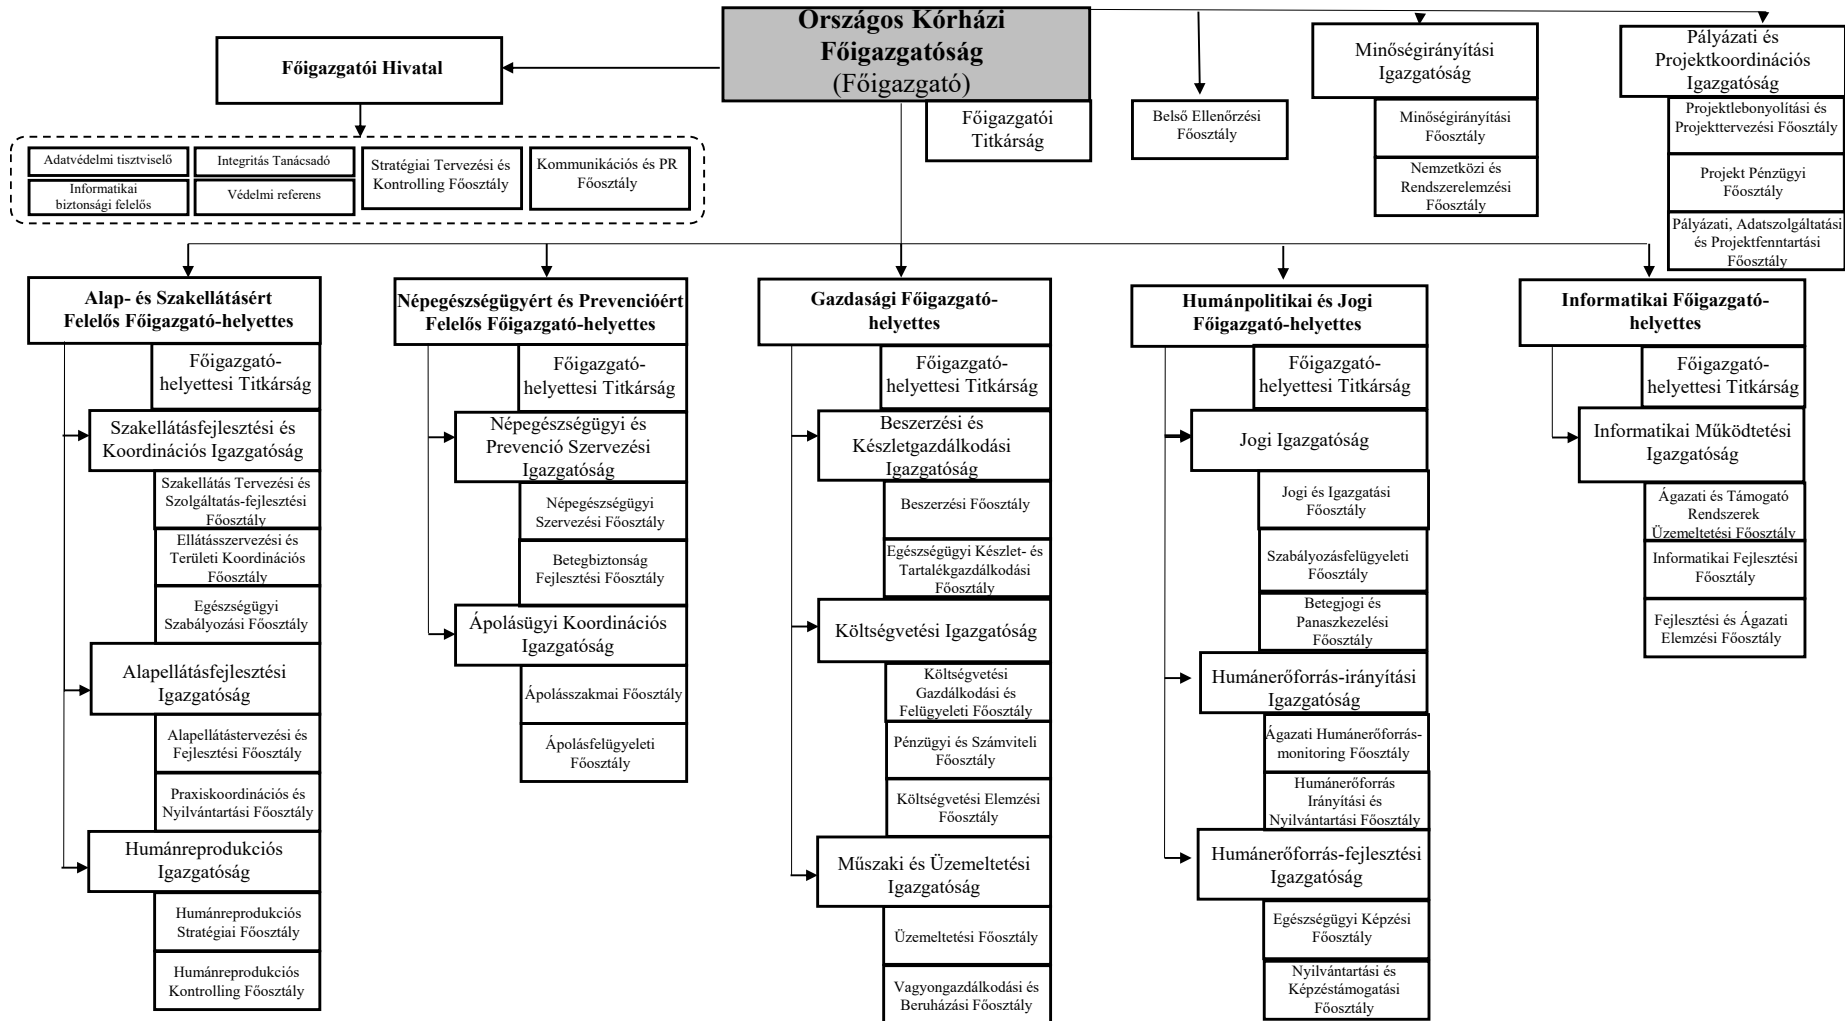 Országos Kórházi
Főigazgatóság
(Főigazgató)
Főigazgatói Hivatal
Főigazgatói
Titkárság
Belső Ellenőrzési
Főosztály
Minőségirányítási
Igazgatóság
Minőségirányítási
Főosztály
Nemzetközi és
Rendszerelemzési
Főosztály
Pályázati és
Projektkoordinációs
Igazgatóság
Projektlebonyolítási és
Projekttervezési Főosztály
Projekt Pénzügyi
Főosztály
Pályázati, Adatszolgáltatási
és Projektfenntartási
Főosztály
Adatvédelmi tisztviselő
Integritás Tanácsadó
Informatikai
biztonsági felelős
Védelmi referens
Stratégiai Tervezési és
Kontrolling Főosztály
Kommunikációs és PR
Főosztály
Alap- és Szakellátásért
Felelős Főigazgató-helyettes
Főigazgató-
helyettesi Titkárság
Szakellátásfejlesztési és
Koordinációs Igazgatóság
Szakellátás Tervezési és
Szolgáltatás-fejlesztési
Főosztály
Ellátásszervezési és
Területi Koordinációs
Főosztály
Egészségügyi
Szabályozási Főosztály
Alapellátásfejlesztési
Igazgatóság
Alapellátástervezési és
Fejlesztési Főosztály
Praxiskoordinációs és
Nyilvántartási Főosztály
Humánreprodukciós
Igazgatóság
Humánreprodukciós
Stratégiai Főosztály
Humánreprodukciós
Kontrolling Főosztály
Népegészségügyért és Prevencióért
Felelős Főigazgató-helyettes
Főigazgató-
helyettesi Titkárság
Népegészségügyi és
Prevenció Szervezési
Igazgatóság
Népegészségügyi
Szervezési Főosztály
Betegbiztonság
Fejlesztési Főosztály
Ápolásügyi Koordinációs
Igazgatóság
Ápolásszakmai Főosztály
Ápolásfelügyeleti
Főosztály
Gazdasági Főigazgató-
helyettes
Főigazgató-
helyettesi Titkárság
Beszerzési és
Készletgazdálkodási
Igazgatóság
Beszerzési Főosztály
Egészségügyi Készlet- és
Tartalékgazdálkodási
Főosztály
Költségvetési Igazgatóság
Költségvetési
Gazdálkodási és
Felügyeleti Főosztály
Pénzügyi és Számviteli
Főosztály
Költségvetési Elemzési
Főosztály
Műszaki és Üzemeltetési
Igazgatóság
Üzemeltetési Főosztály
Vagyongazdálkodási és
Beruházási Főosztály
Humánpolitikai és Jogi
Főigazgató-helyettes
Főigazgató-
helyettesi Titkárság
Jogi Igazgatóság
Jogi és Igazgatási
Főosztály
Szabályozásfelügyeleti
Főosztály
Betegjogi és
Panaszkezelési
Főosztály
Humánerőforrás-irányítási
Igazgatóság
Ágazati Humánerőforrás-
monitoring Főosztály
Humánerőforrás
Irányítási és
Nyilvántartási Főosztály
Humánerőforrás-fejlesztési
Igazgatóság
Egészségügyi Képzési
Főosztály
Nyilvántartási és
Képzéstámogatási
Főosztály
Informatikai Főigazgató-
helyettes
Főigazgató-
helyettesi Titkárság
Informatikai Működtetési
Igazgatóság
Ágazati és Támogató
Rendszerek
Üzemeltetési Főosztály
Informatikai Fejlesztési
Főosztály
Fejlesztési és Ágazati
Elemzési Főosztály